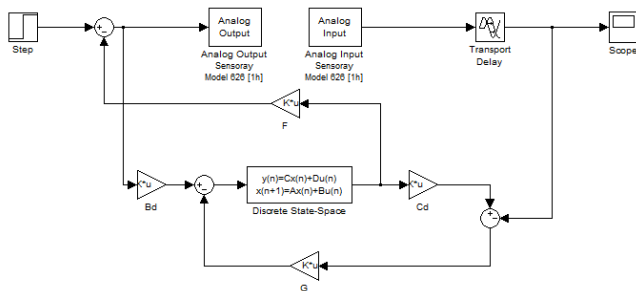 Step
Analog
Output
Analog Output
Sensoray
Model 626 [1h]
Analog
Input
Analog Input
Sensoray
Model 626 [1h]
Transport
Delay
Scope
K*u
F
K*u
Bd
y(n)=Cx(n)+Du(n)
x(n+1)=Ax(n)+Bu(n)
Discrete State-Space
K*u
Cd
K*u
G